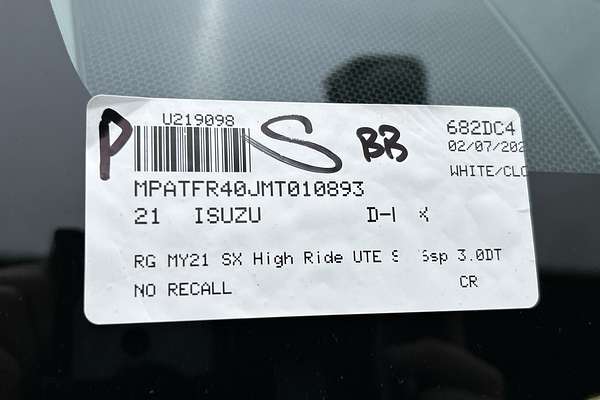 P S BB
U219098
682DC4
02/07/202
WHITE/CLO
MPATFR40JMT010893
21 ISUZU
RG MY21 SX High Ride UTE 6sp 3.0DT
NO RECALL CR